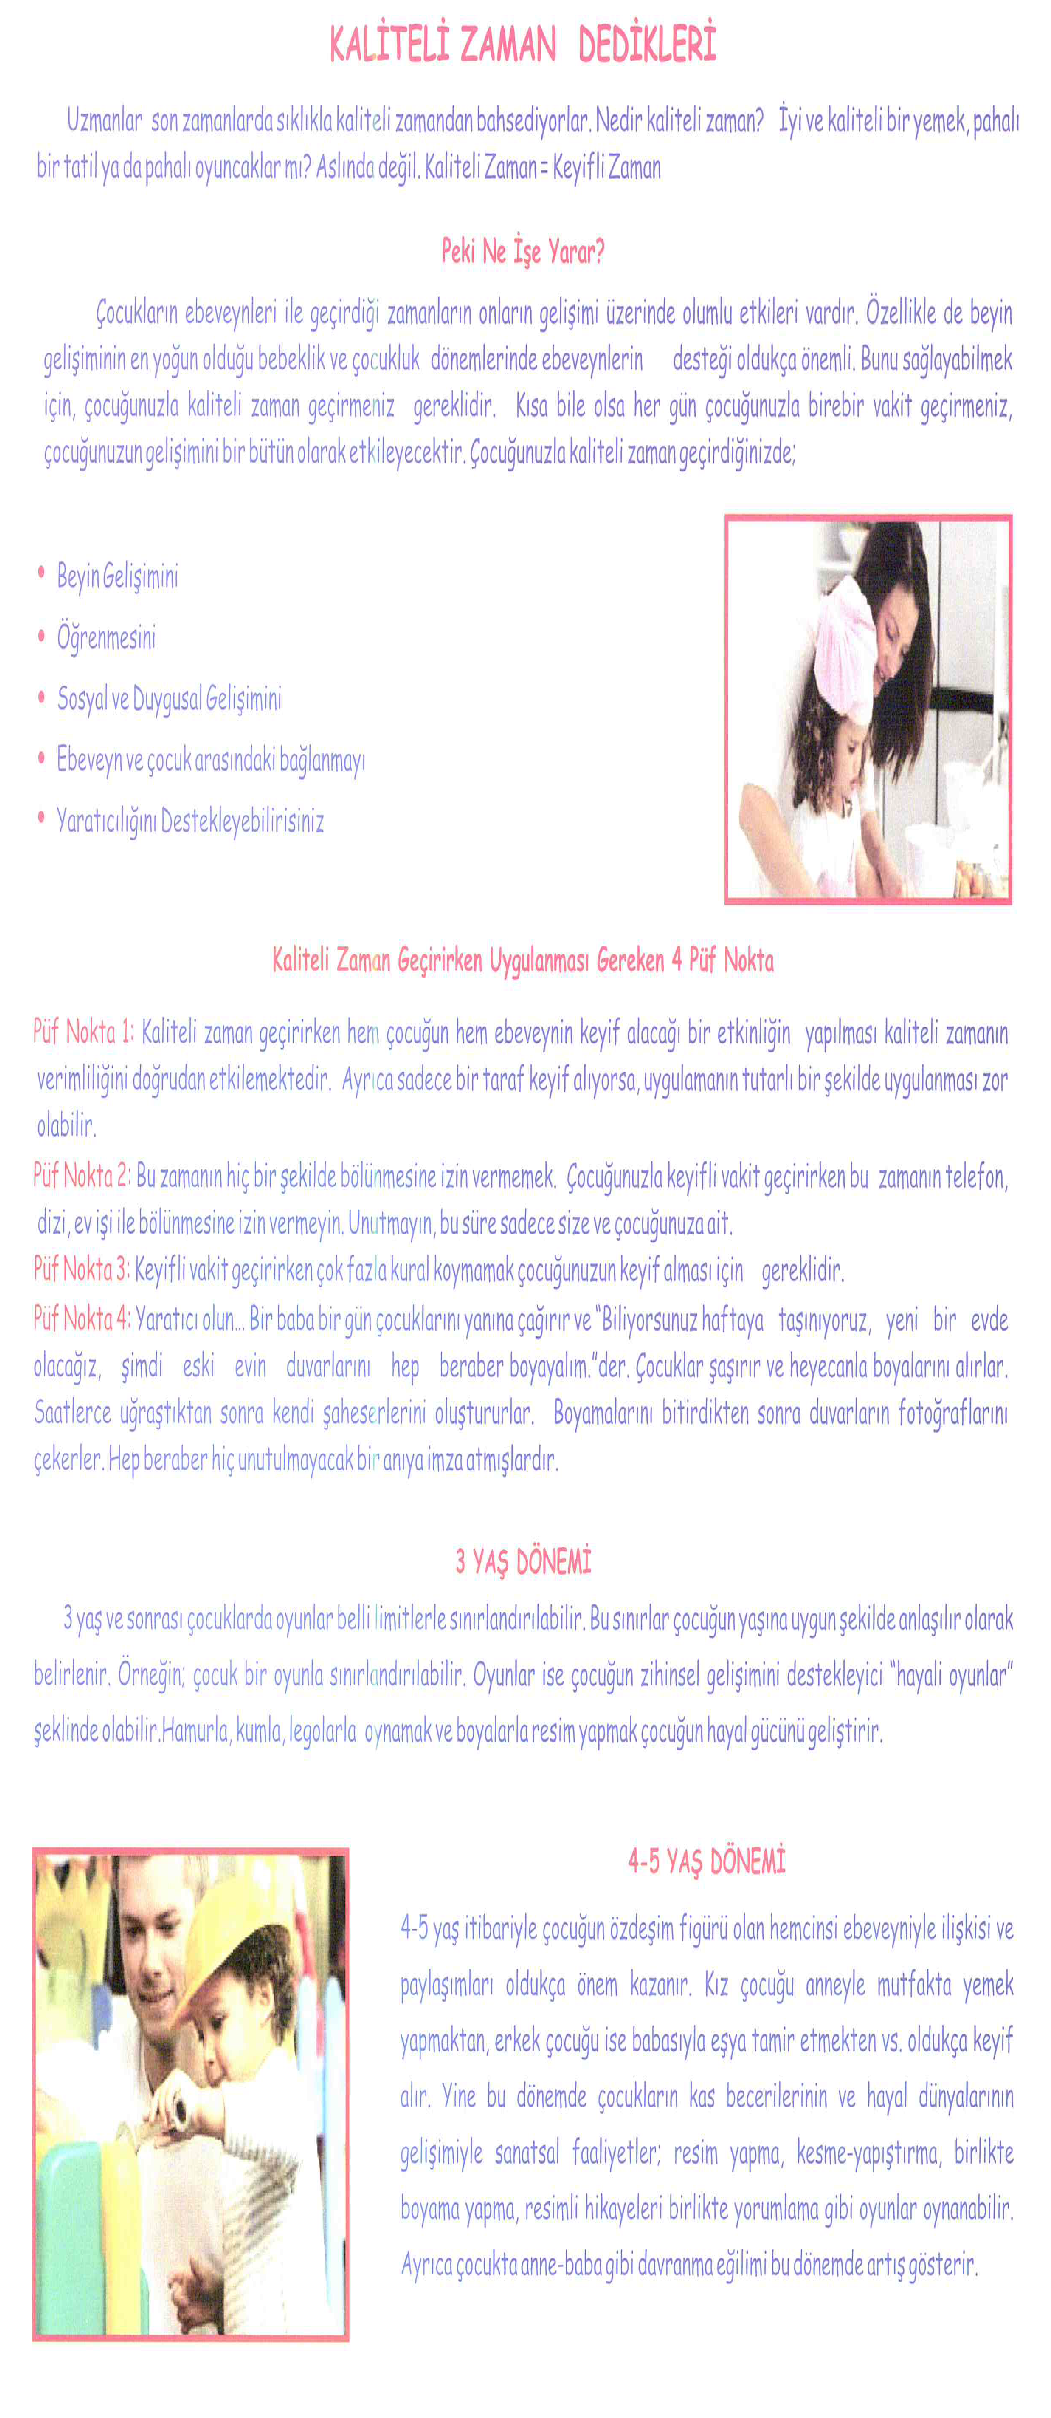 KALİTELİ ZAMAN DEDİKLERİ
Uzmanlar son zamanlarda sıklıkla kaliteli zamandan bahsediyorlar. Nedir kaliteli zaman? İyi ve kaliteli bir yemek, pahalı
bir tatil ya da pahalı oyuncaklar mı? Aslında değil. Kaliteli Zaman = Keyifli Zaman
Peki Ne İşe Yarar?
Çocukların ebeveynleri ile geçirdiği zamanların onların gelişimi üzerinde olumlu etkileri vardır. Özellikle de beyin
gelişiminin en yoğun olduğu bebeklik ve çocukluk dönemlerinde ebeveynlerin desteği oldukça önemli. Bunu sağlayabilmek
için, çocuğunuzla kaliteli zaman geçirmeniz gereklidir. Kısa bile olsa her gün çocuğunuzla birebir vakit geçirmeniz,
çocuğunuzun gelişimini bir bütün olarak etkileyecektir. Çocuğunuzla kaliteli zaman geçirdiğinizde;
• Beyin Gelişimini
• Öğrenmesini
• Sosyal ve Duygusal Gelişimini
• Ebeveyn ve çocuk arasındaki bağlanmayı
• Yaratıcılığını Destekleyebilirisiniz
Kaliteli Zaman Geçirirken Uygulanması Gereken 4 Püf Nokta
Püf Nokta 1: Kaliteli zaman geçirirken hem çocuğun hem ebeveynin keyif alacağı bir etkinliğin yapılması kaliteli zamanın
verimliliğini doğrudan etkilemektedir. Ayrıca sadece bir taraf keyif alıyorsa, uygulamanın tutarlı bir şekilde uygulanması zor
olabilir.
Püf Nokta 2: Bu zamanın hiç bir şekilde bölünmesine izin vermemek. Çocuğunuzla keyifli vakit geçirirken bu zamanın telefon,
dizi, ev işi ile bölünmesine izin vermeyin. Unutmayın, bu süre sadece size ve çocuğunuza ait.
Püf Nokta 3: Keyifli vakit geçirirken çok fazla kural koymamak çocuğunuzun keyif alması için gereklidir.
Püf Nokta 4: Yaratıcı olun... Bir baba bir gün çocuklarını yanına çağırır ve "Biliyorsunuz haftaya taşınıyoruz, yeni bir evde
olacağız, şimdi eski evin duvarlarını hep beraber boyayalım."der. Çocuklar şaşırır ve heyecanla boyalarını alırlar.
Saatlerce uğraştıktan sonra kendi şaheserlerini oluştururlar. Boyamalarını bitirdikten sonra duvarların fotoğraflarını
çekerler. Hep beraber hiç unutulmayacak bir anıya imza atmışlardır.
3 YAŞ DÖNEMİ
3 yaş ve sonrası çocuklarda oyunlar belli limitlerle sınırlandırılabilir. Bu sınırlar çocuğun yaşına uygun şekilde anlaşılır olarak
belirlenir. Örneğin; çocuk bir oyunla sınırlandırılabilir. Oyunlar ise çocuğun zihinsel gelişimini destekleyici "hayali oyunlar"
şeklinde olabilir.Hamurla, kumla, legolarla oynamak ve boyalarla resim yapmak çocuğun hayal gücünü geliştirir.
4-5 YAŞ DÖNEMİ
4-5 yaş itibariyle çocuğun özdeşim figürü olan hemcinsi ebeveyniyle ilişkisi ve
paylaşımları oldukça önem kazanır. Kız çocuğu anneyle mutfakta yemek
yapmaktan, erkek çocuğu ise babasıyla eşya tamir etmekten vs. oldukça keyif
alır. Yine bu dönemde çocukların kas becerilerinin ve hayal dünyalarının
gelişimiyle sanatsal faaliyetler; resim yapma, kesme-yapıştırma, birlikte
boyama yapma, resimli hikayeleri birlikte yorumlama gibi oyunlar oynanabilir.
Ayrıca çocukta anne-baba gibi davranma eğilimi bu dönemde artış gösterir.